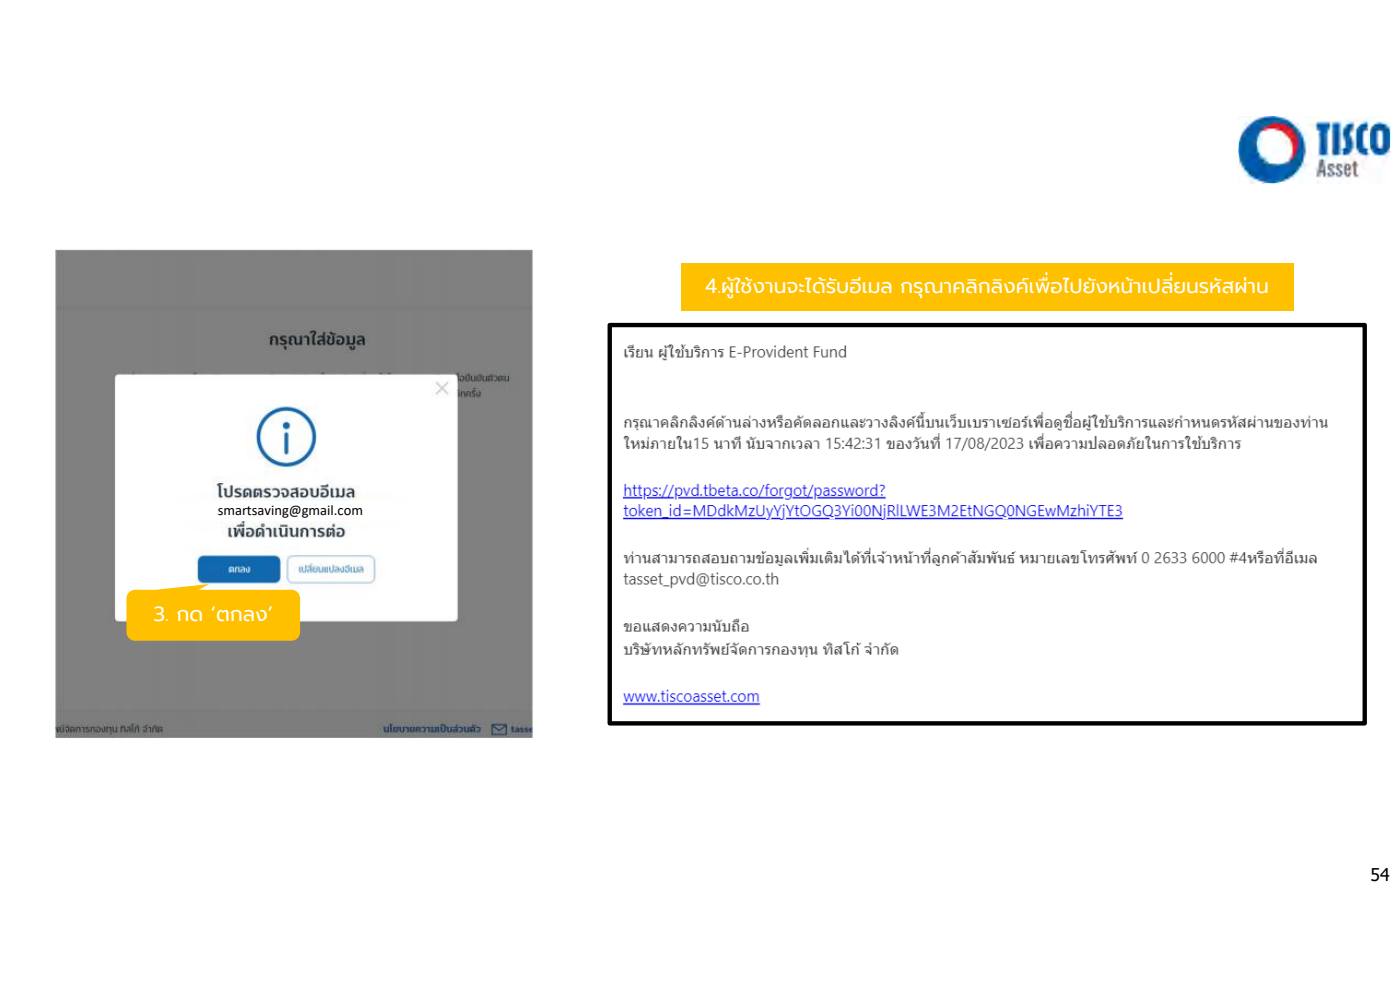 TISCO
Asset
กรุณาใส่ข้อมูล
โปรดตรวจสอบอีเมล
smartsaving@gmail.com
เพื่อดำเนินการต่อ
ตกลง
เปลี่ยนแปลงอีเมล
3. กด ‘ตกลง’
นโยบายความเป็นส่วนตัว
4.ผู้ใช้งานจะได้รับอีเมล กรุณาคลิกลิงค์เพื่อไปยังหน้าเปลี่ยนรหัสผ่าน
เรียน ผู้ใช้บริการ E-Provident Fund
กรุณาคลิกลิงค์ด้านล่างหรือคัดลอกและวางลิงค์นี้บนเว็บเบราเซอร์เพื่อดูชื่อผู้ใช้บริการและกำหนดรหัสผ่านของท่าน
ใหม่ภายใน15 นาที นับจากเวลา 15:42:31 ของวันที่ 17/08/2023 เพื่อความปลอดภัยในการใช้บริการ
https://pvd.tbeta.co/forgot/password?
token_id=MDdkMzUyYjYtOGQ3Yi00NjRlLWE3M2EtNGQ0NGEwMzhiYTE3
ท่านสามารถสอบถามข้อมูลเพิ่มเติมได้ที่เจ้าหน้าที่ลูกค้าสัมพันธ์ หมายเลขโทรศัพท์ 0 2633 6000 #4หรือที่อีเมล
tasset_pvd@tisco.co.th
ขอแสดงความนับถือ
บริษัทหลักทรัพย์จัดการกองทุน ทิสโก้ จำกัด
www.tiscoasset.com
54